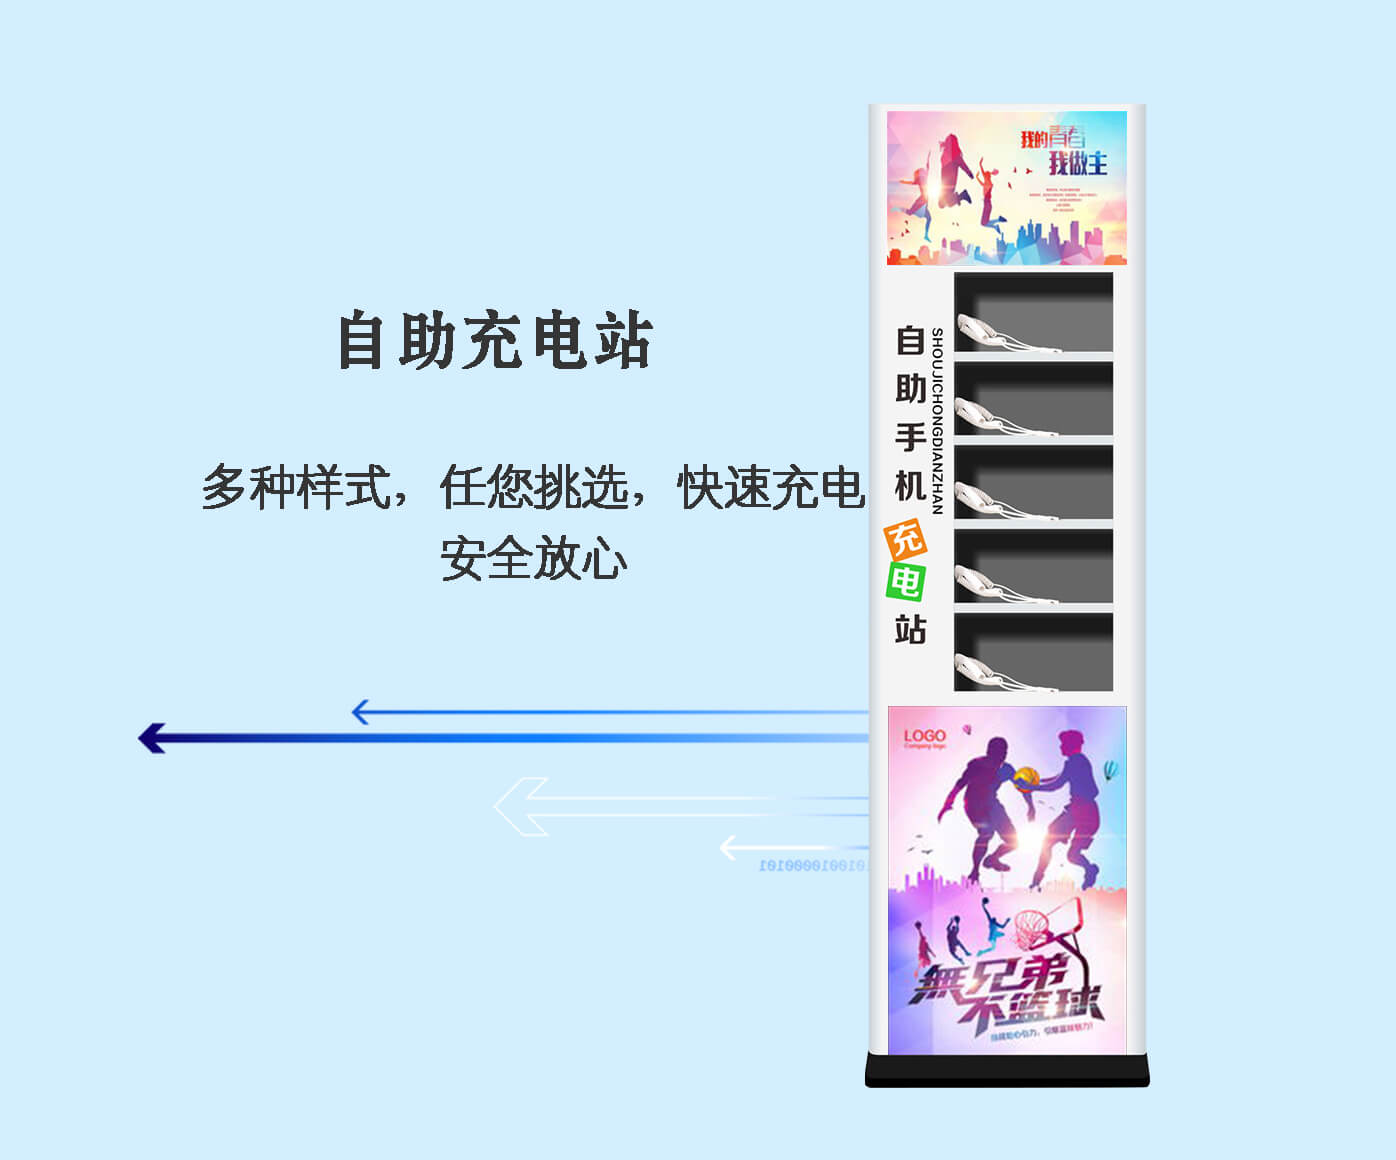 自助充电站
多种样式，任您挑选，快速充电
安全放心
我的青春
我做主
自助手机充电站
SHOUJICHONGDIANZHAN
LOGO
Company logo
無兄弟
不篮球